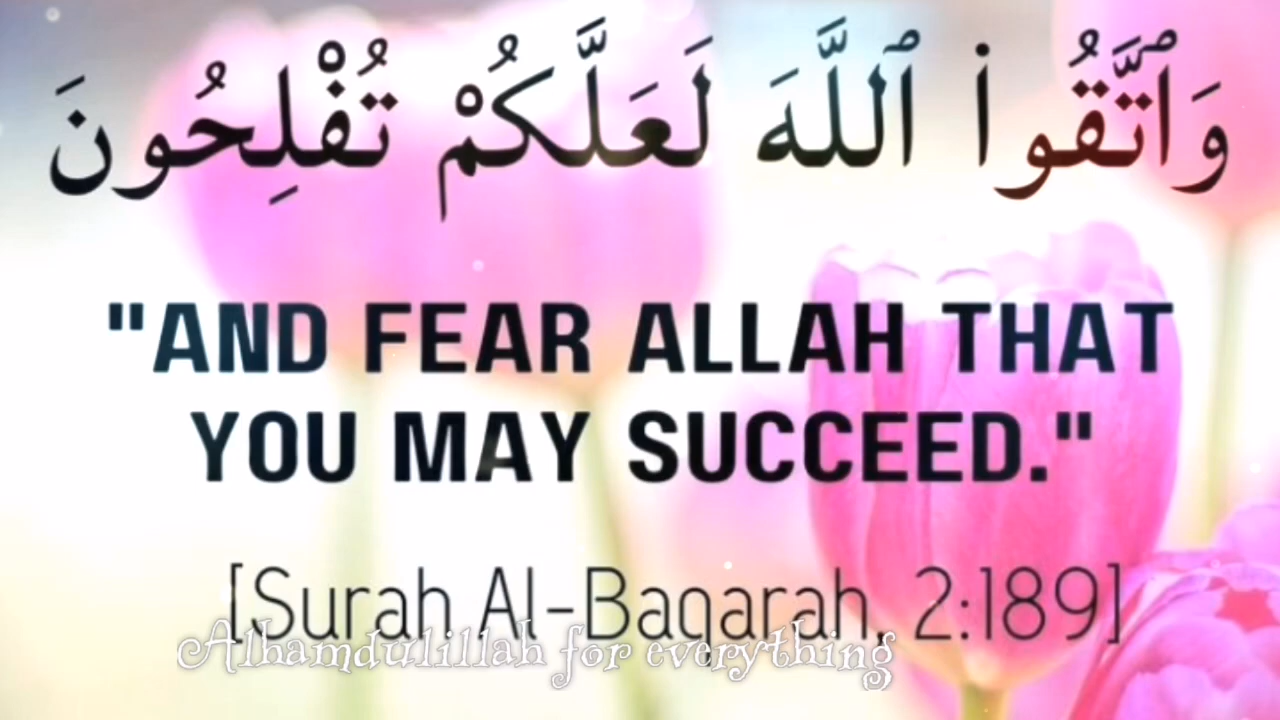 وَٱتَّقُوا۟ ٱللَّهَ لَعَلَّكُمْ تُفْلِحُونَ
"AND FEAR ALLAH THAT
YOU MAY SUCCEED."
[Surah Al-Baqarah, 2:189]
Alhamdulillah for everything